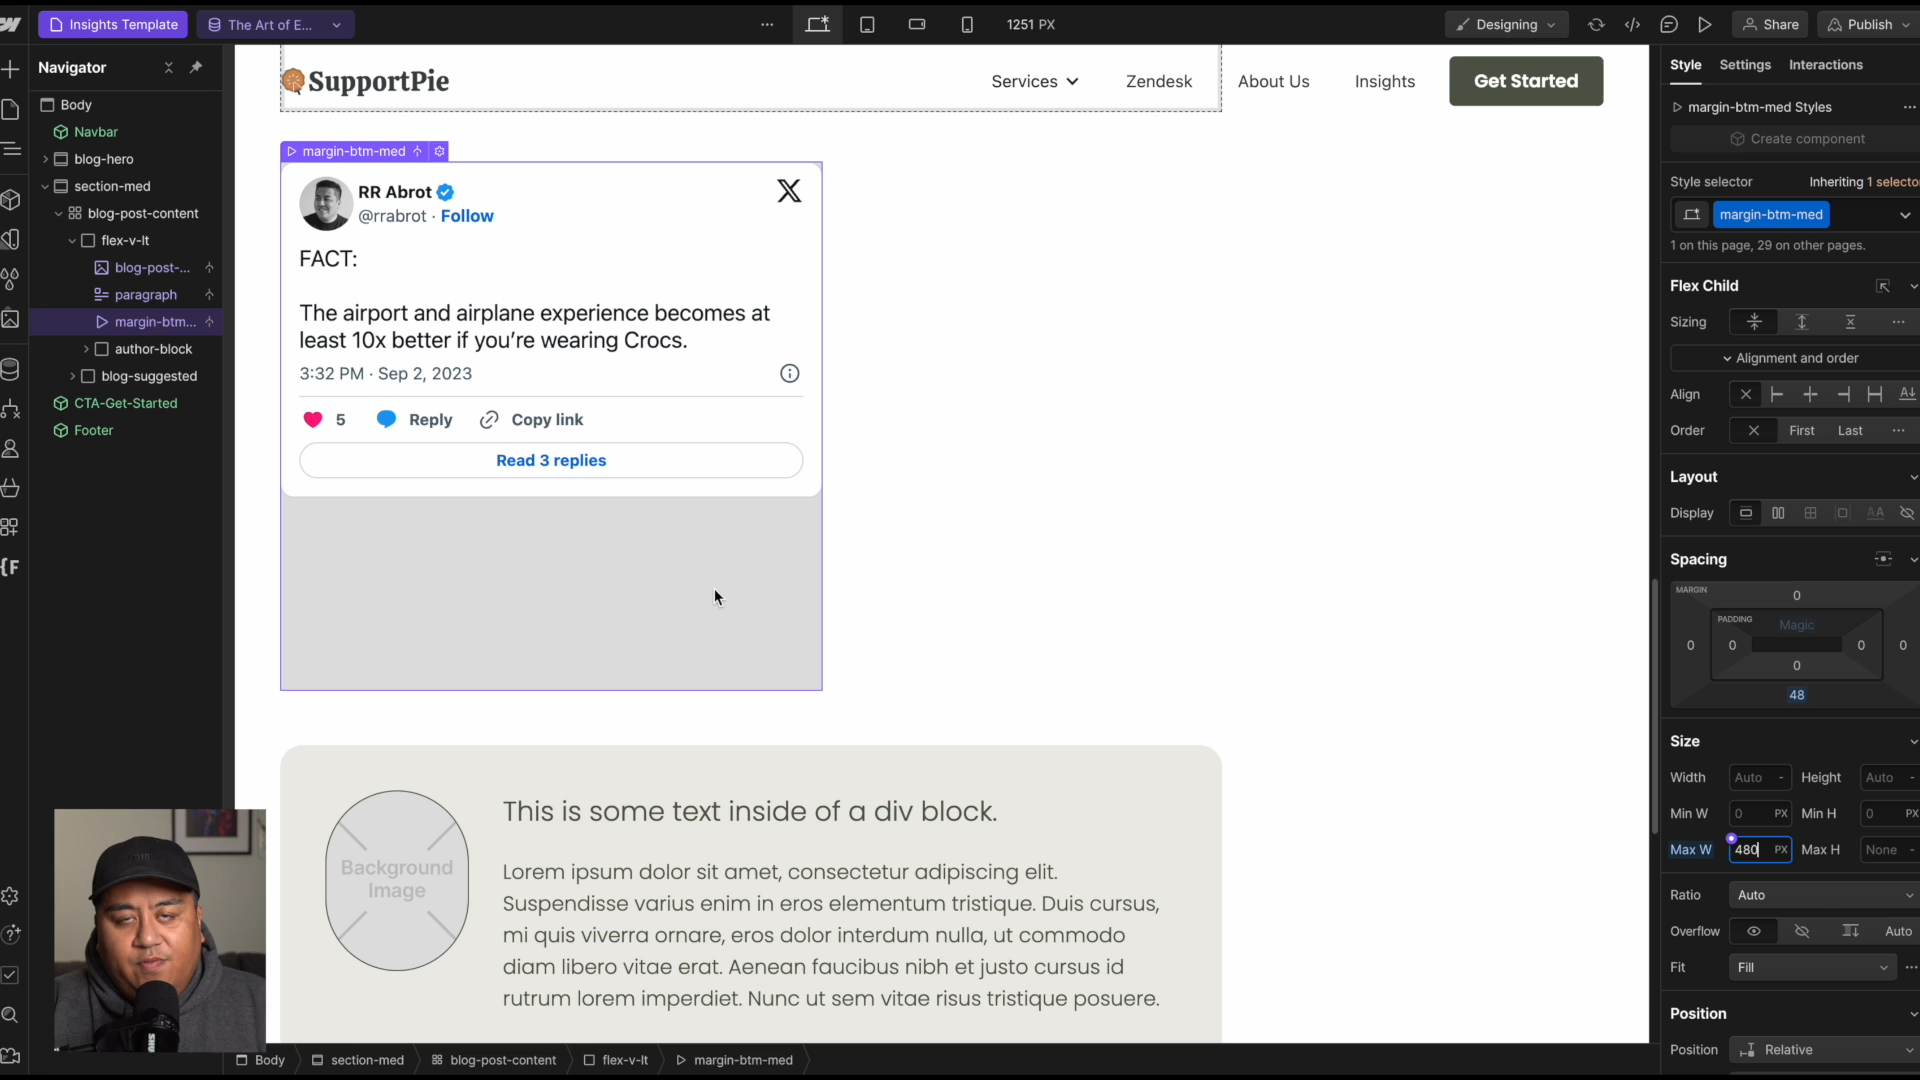 Insights Template
The Art of E...
1251 PX
Designing
Share
Publish
Navigator
Body
Navbar
blog-hero
section-med
blog-post-content
flex-v-lt
blog-post-...
paragraph
margin-btm...
author-block
blog-suggested
CTA-Get-Started
Footer
SupportPie
Services
Zendesk
About Us
Insights
Get Started
margin-btm-med
RR Abrot
@rrabrot · Follow
FACT:
The airport and airplane experience becomes at
least 10x better if you’re wearing Crocs.
3:32 PM · Sep 2, 2023
5
Reply
Copy link
Read 3 replies
This is some text inside of a div block.
Background
Image
Lorem ipsum dolor sit amet, consectetur adipiscing elit.
Suspendisse varius enim in eros elementum tristique. Duis cursus,
mi quis viverra ornare, eros dolor interdum nulla, ut commodo
diam libero vitae erat. Aenean faucibus nibh et justo cursus id
rutrum lorem imperdiet. Nunc ut sem vitae risus tristique posuere.
Body
section-med
blog-post-content
flex-v-lt
margin-btm-med
Style
Settings
Interactions
margin-btm-med Styles
Create component
Style selector
Inheriting 1 selector
margin-btm-med
1 on this page, 29 on other pages.
Flex Child
Sizing
Alignment and order
Align
Order
First
Last
Layout
Display
Spacing
MARGIN
0
PADDING
Magic
0
0
0
0
0
48
Size
Width
Auto
-
Height
Auto
-
Min W
0
PX
Min H
0
PX
Max W
480
PX
Max H
None
-
Ratio
Auto
Overflow
Auto
Fit
Fill
Position
Position
Relative